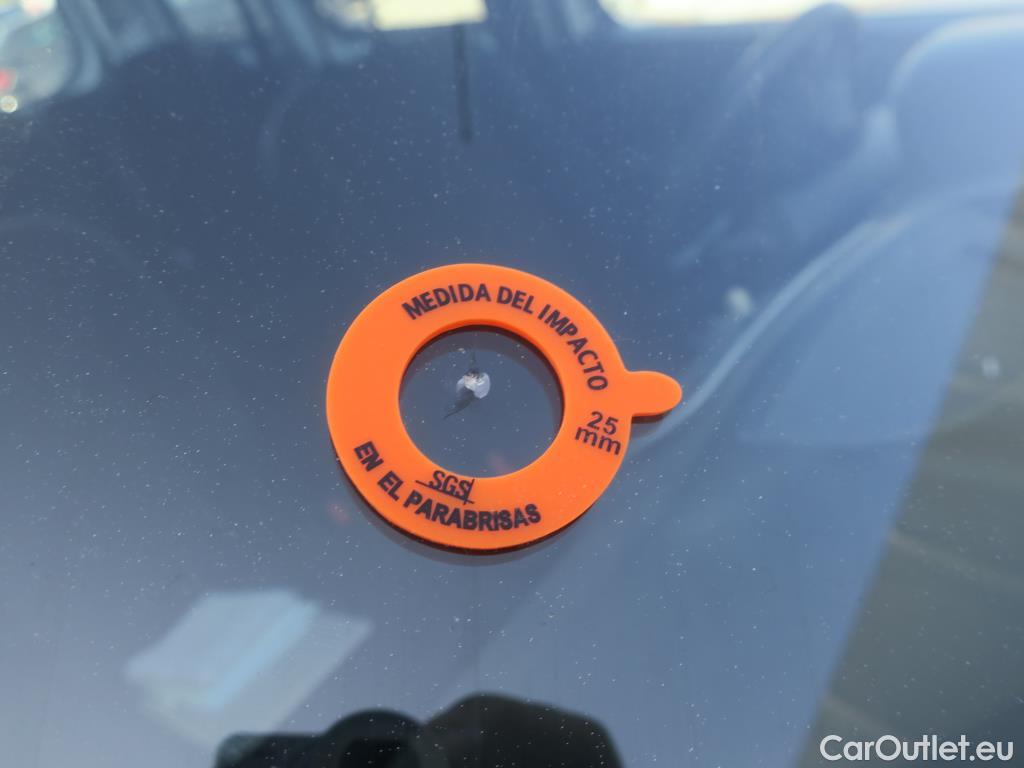 MEDIDA DEL IMPACTO
25
mm
SGS
EN EL PARABRISAS
CarOutlet.eu